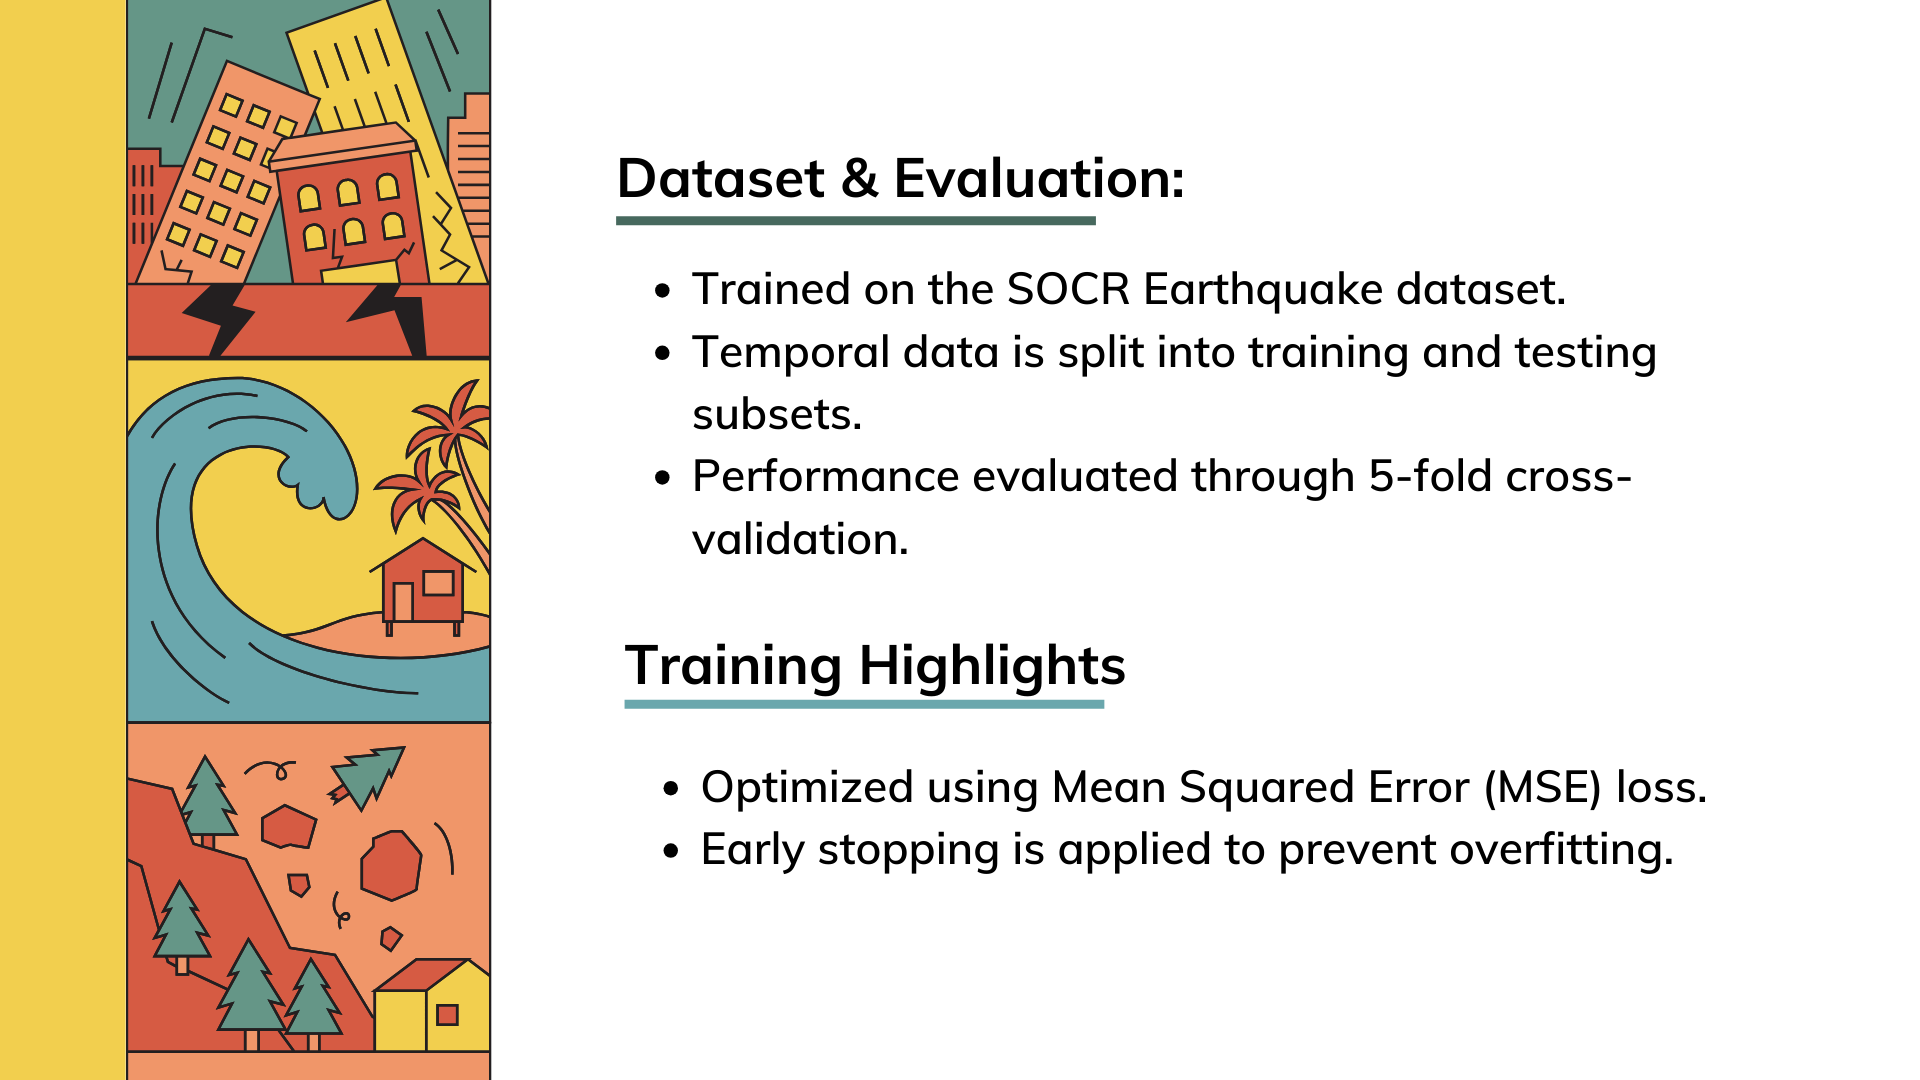 Dataset & Evaluation:
• Trained on the SOCR Earthquake dataset.
• Temporal data is split into training and testing
subsets.
• Performance evaluated through 5-fold cross-
validation.
Training Highlights
• Optimized using Mean Squared Error (MSE) loss.
• Early stopping is applied to prevent overfitting.